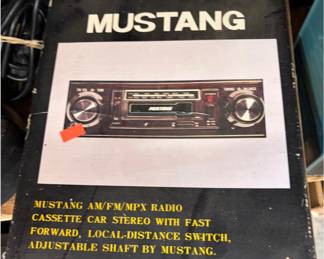 MUSTANG
MUSTANG AM/FM/MPX RADIO
CASSETTE CAR STEREO WITH FAST
FORWARD, LOCAL-DISTANCE SWITCH,
ADJUSTABLE SHAFT BY MUSTANG.